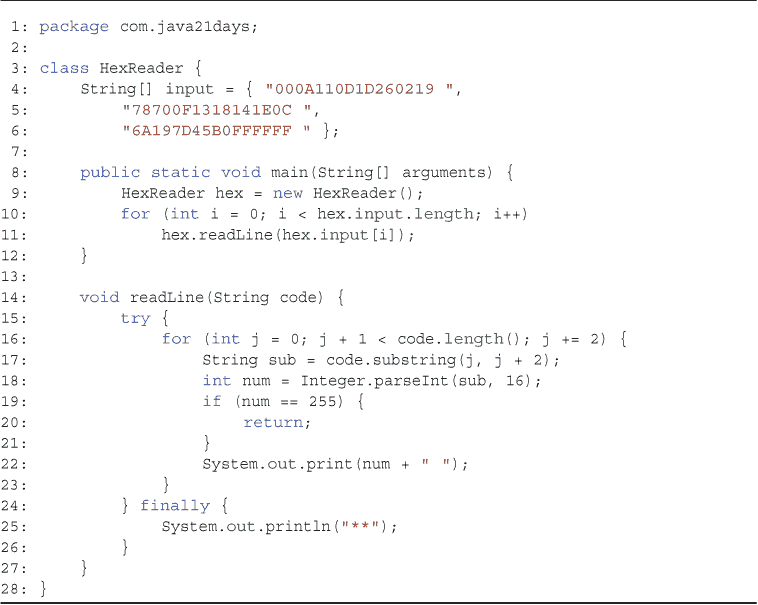 1: package com.java21days;
2:
3: class HexReader {
4:     String[] input = { "000A110D1D260219 ",
5:         "78700F1318141E0C ",
6:         "6A197D45B0FFFFFF " };
7:
8:     public static void main(String[] arguments) {
9:         HexReader hex = new HexReader();
10:         for (int i = 0; i < hex.input.length; i++)
11:             hex.readLine(hex.input[i]);
12:     }
13:
14:     void readLine(String code) {
15:         try {
16:             for (int j = 0; j + 1 < code.length(); j += 2) {
17:                 String sub = code.substring(j, j + 2);
18:                 int num = Integer.parseInt(sub, 16);
19:                 if (num == 255) {
20:                     return;
21:                 }
22:                 System.out.print(num + " ");
23:             }
24:         } finally {
25:             System.out.println("**");
26:         }
27:     }
28: }